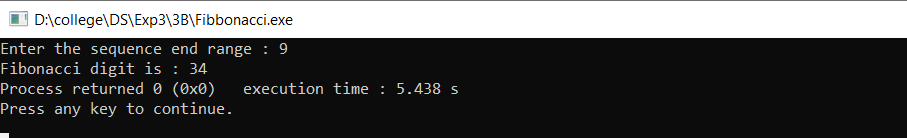 D:\college\DS\Exp3\3B\Fibbonacci.exe
Enter the sequence end range : 9
Fibonacci digit is : 34
Process returned 0 (0x0)   execution time : 5.438 s
Press any key to continue.